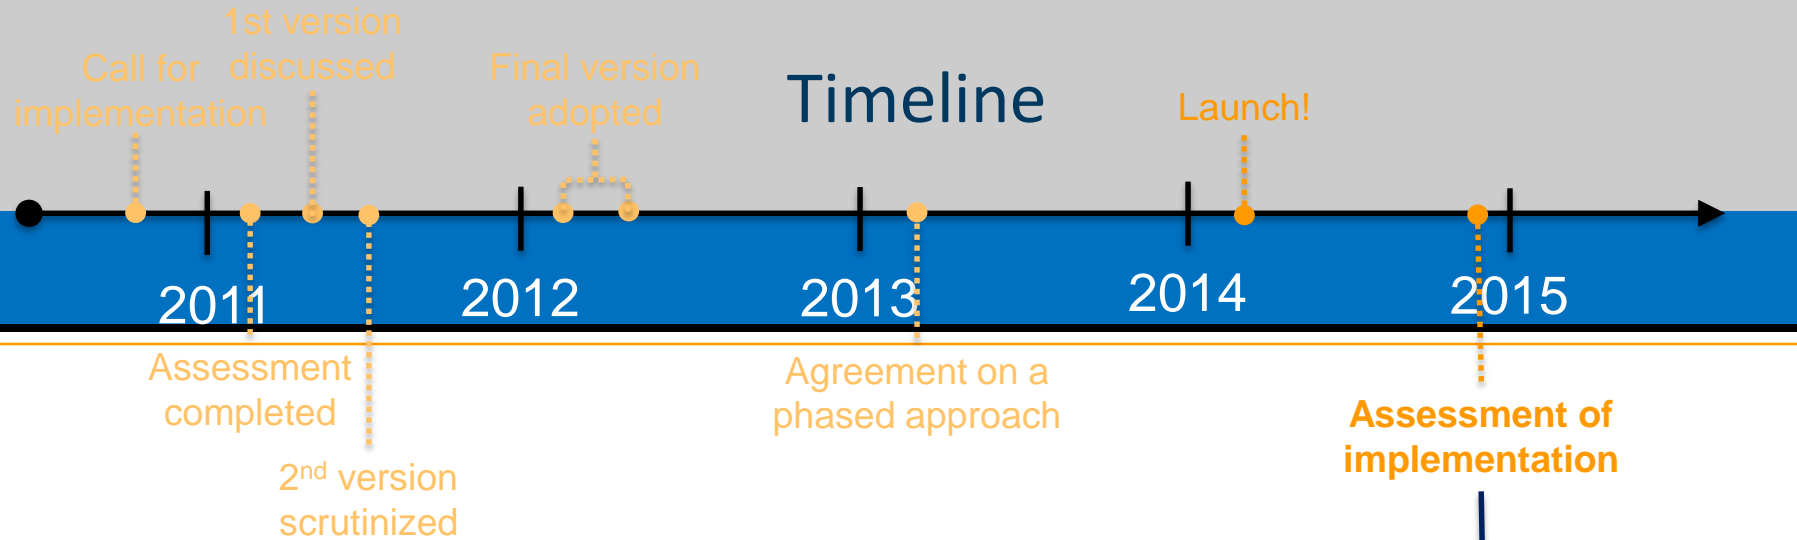 1st version
discussed
Call for
implementation
Final version
adopted
Timeline
Launch!
2011
2012
2013
2014
2015
Assessment
completed
2nd version
scrutinized
Agreement on a
phased approach
Assessment of
implementation